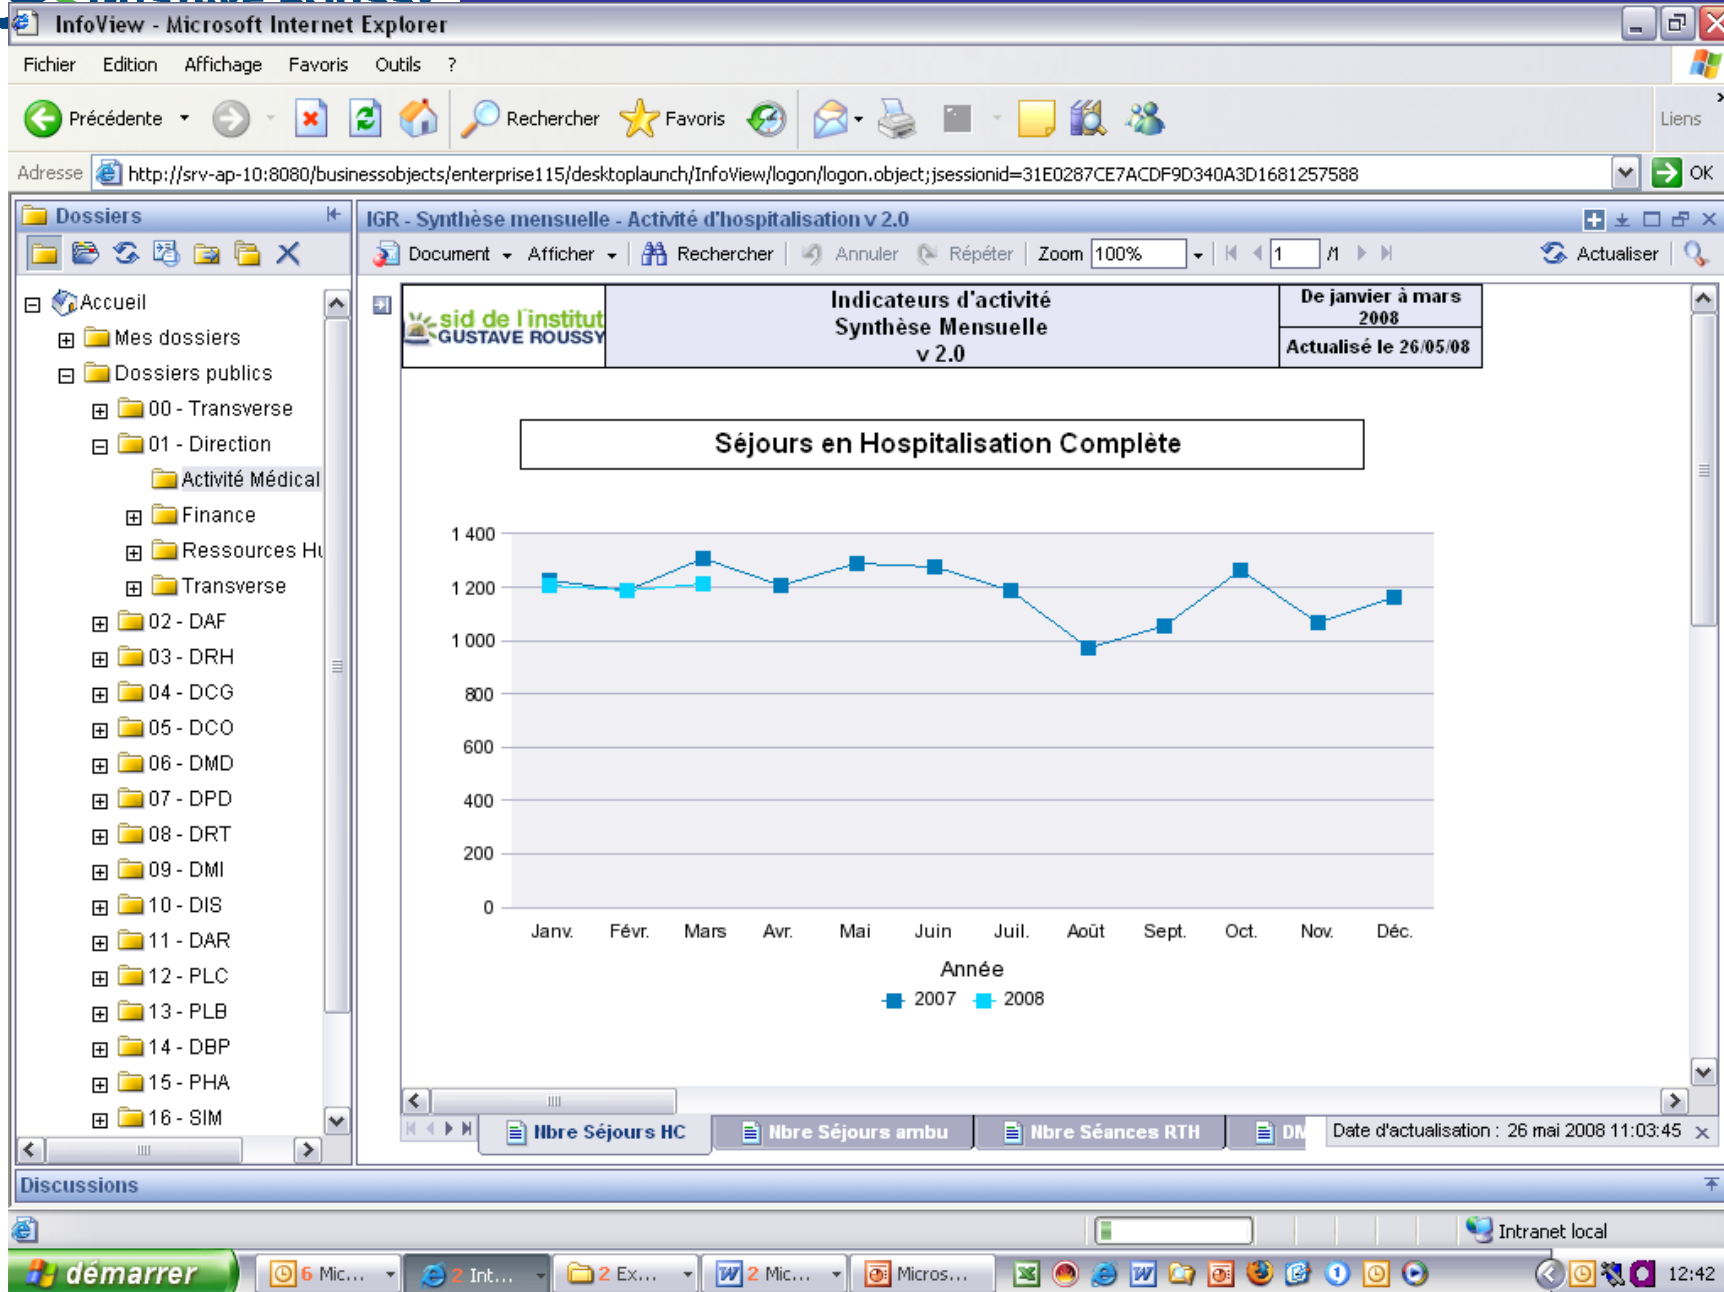 InfoView - Microsoft Internet Explorer
Fichier Edition Affichage Favoris Outils ?
Précédente Rechercher Favoris Liens
Adresse http://srv-ap-10:8080/businessobjects/enterprise115/desktoplaunch/InfoView/logon/logon.object;jsessionid=31E0287CE7ACDF9D340A3D1681257588 OK
Dossiers
IGR - Synthèse mensuelle - Activité d'hospitalisation v 2.0
Document Afficher Rechercher Annuler Répéter Zoom 100% 1 /1 Actualiser
Accueil
Mes dossiers
Dossiers publics
00 - Transverse
01 - Direction
Activité Médical
Finance
Ressources Hu
Transverse
02 - DAF
03 - DRH
04 - DCG
05 - DCO
06 - DMD
07 - DPD
08 - DRT
09 - DMI
10 - DIS
11 - DAR
12 - PLC
13 - PLB
14 - DBP
15 - PHA
16 - SIM
sid de l'institut
GUSTAVE ROUSSY
Indicateurs d'activité
Synthèse Mensuelle
v 2.0
De janvier à mars
2008
Actualisé le 26/05/08
Séjours en Hospitalisation Complète
1 400
1 200
1 000
800
600
400
200
0
Janv. Févr. Mars Avr. Mai Juin Juil. Août Sept. Oct. Nov. Déc.
Année
2007 2008
Nbre Séjours HC Nbre Séjours ambu Nbre Séances RTH DM Date d'actualisation : 26 mai 2008 11:03:45
Discussions
Intranet local
démarrer 6 Mic... 2 Int... 2 Ex... 2 Mic... Micros... 12:42